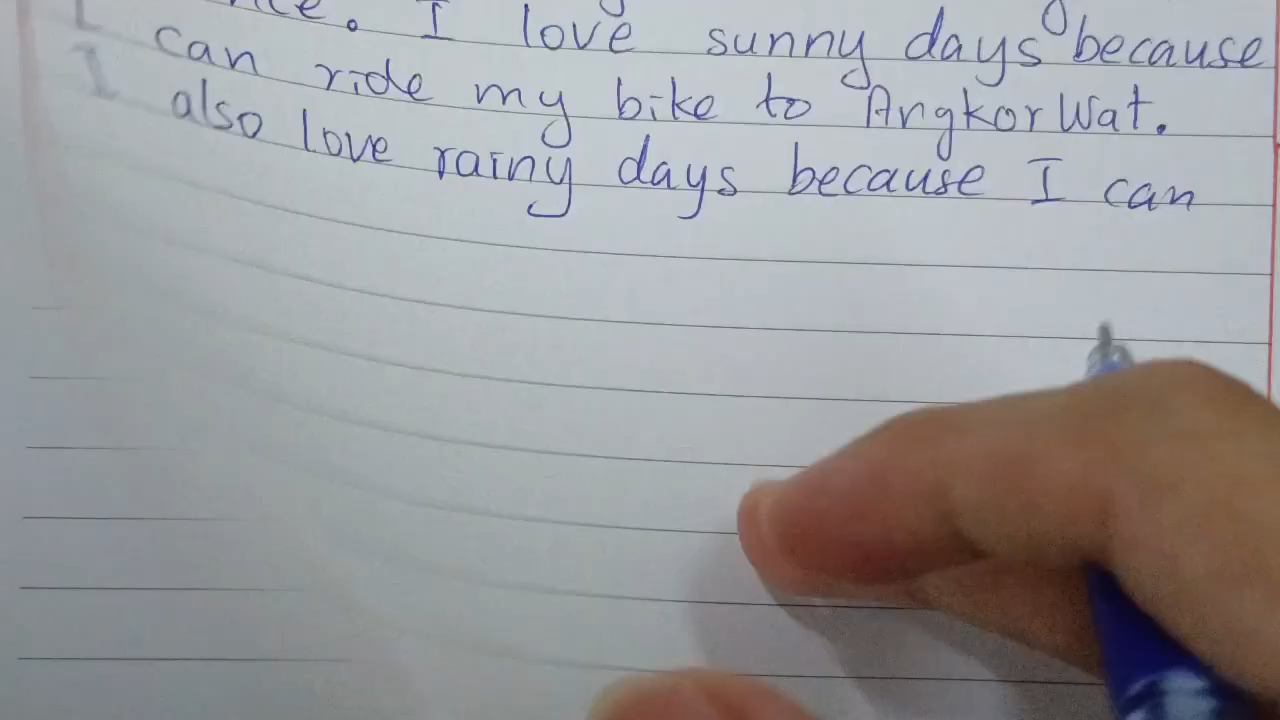 I love sunny days because
I can ride my bike to Angkor Wat.
I also love rainy days because I can